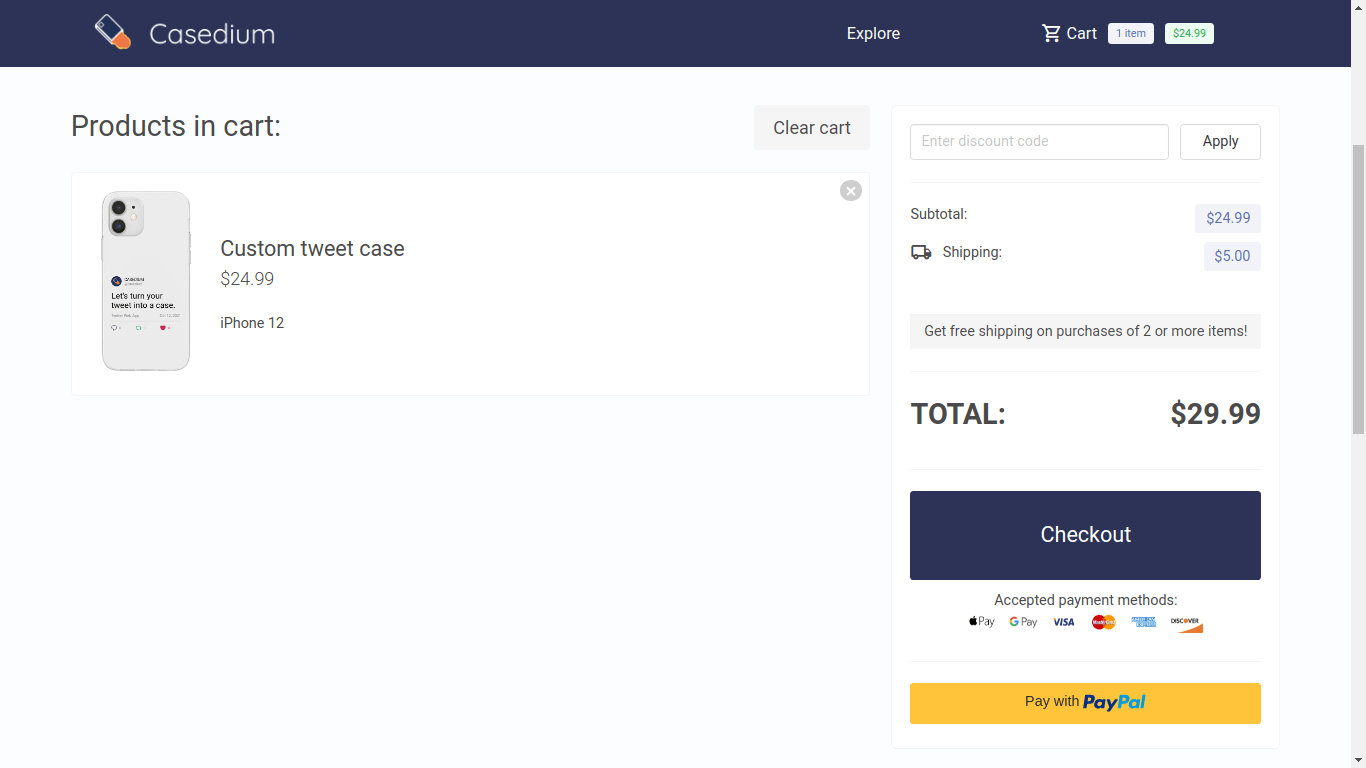 Casedium
Explore
Cart
1 item
$24.99
Products in cart:
Clear cart
Custom tweet case
$24.99
iPhone 12
Let's turn your
tweet into a case.
Enter discount code
Apply
Subtotal:
$24.99
Shipping:
$5.00
Get free shipping on purchases of 2 or more items!
TOTAL:
$29.99
Checkout
Accepted payment methods:
Pay
G Pay
VISA
MasterCard
DISCOVER
Pay with PayPal